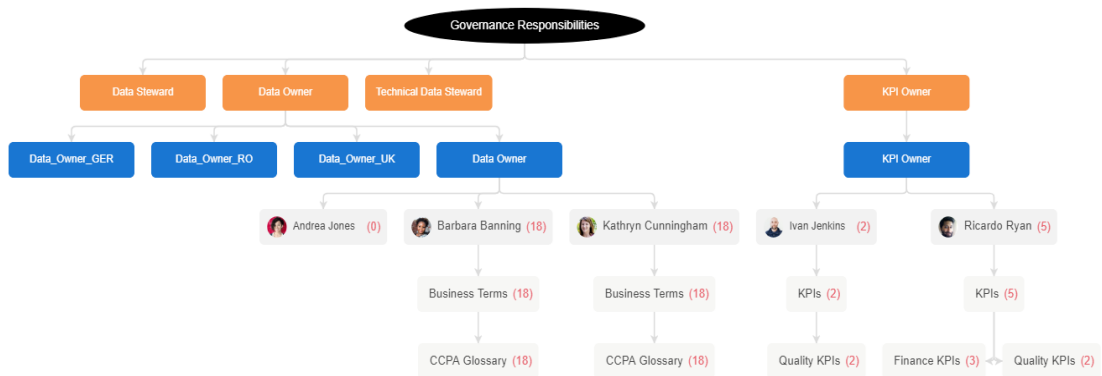 Governance Responsibilities
Data Steward
Data Owner
Technical Data Steward
KPI Owner
Data_Owner_GER
Data_Owner_RO
Data_Owner_UK
Data Owner
KPI Owner
Andrea Jones (0)
Barbara Banning (18)
Kathryn Cunningham (18)
Ivan Jenkins (2)
Ricardo Ryan (5)
Business Terms (18)
Business Terms (18)
KPIs (2)
KPIs (5)
CCPA Glossary (18)
CCPA Glossary (18)
Quality KPIs (2)
Finance KPIs (3)
Quality KPIs (2)